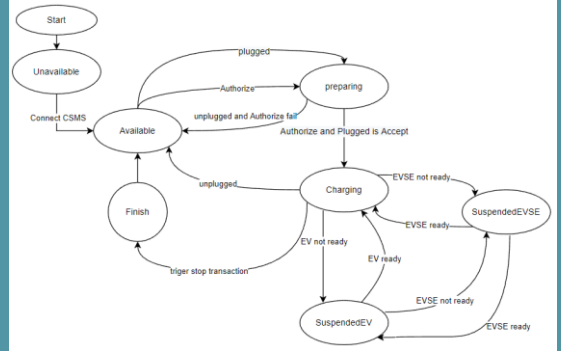 Start
plugged
Unavailable
Authorize
preparing
Connect CSMS
unplugged and Authorize fail
Available
Authorize and Plugged is Accept
EVSE not ready
unplugged
Charging
Finish
SuspendedEVSE
EVSE ready
EV not ready
EV ready
triger stop transaction
EVSE not ready
SuspendedEV
EVSE ready